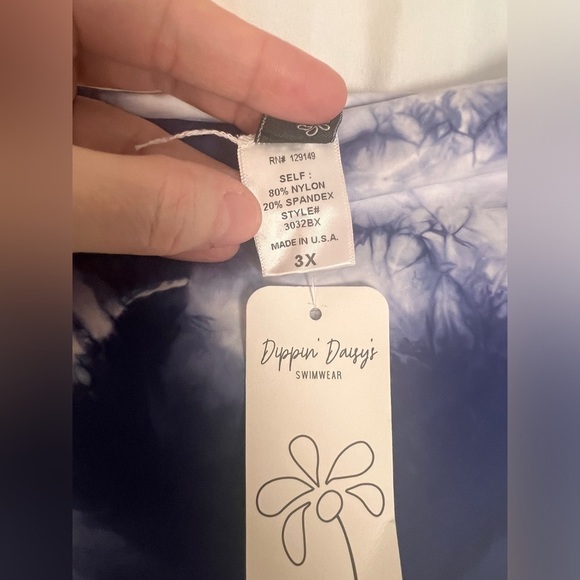 RN# 129149
SELF :
80% NYLON
20% SPANDEX
STYLE#
3032BX
MADE IN U.S.A.
3X
Dippin' Daisy's
SWIMWEAR